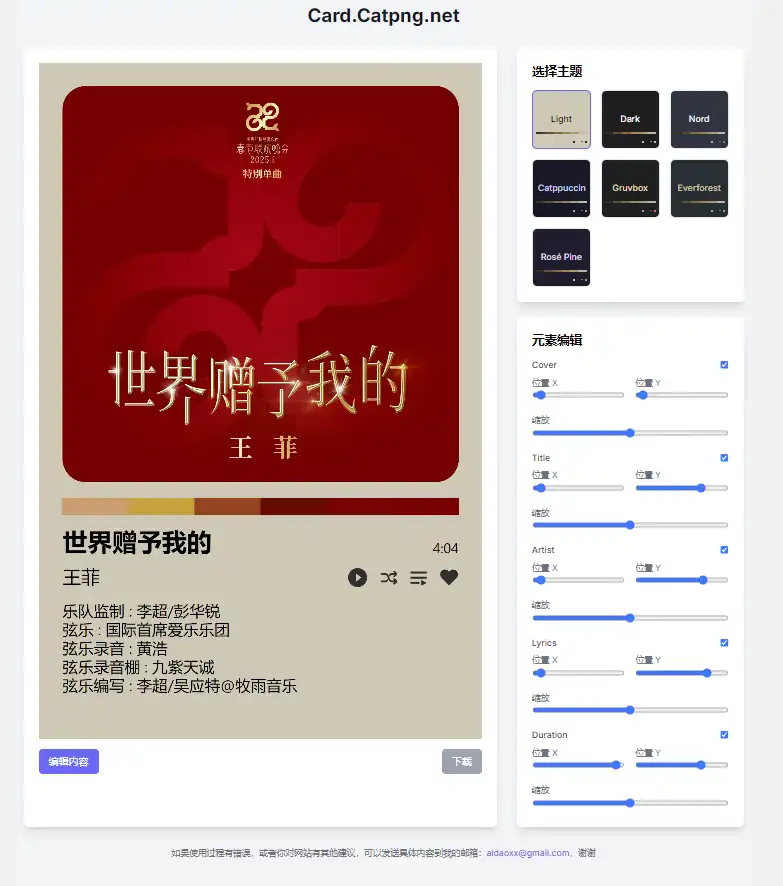 Card.Catpng.net
春节联欢晚会
2025
特别单曲
世界赠予我的
王 菲
世界赠予我的
4:04
王菲
乐队监制 : 李超/彭华锐
弦乐 : 国际首席爱乐乐团
弦乐录音 : 黄浩
弦乐录音棚 : 九紫天诚
弦乐编写 : 李超/吴应特@牧雨音乐
编辑内容
下载
选择主题
Light
Dark
Nord
Catppuccin
Gruvbox
Everforest
Rosé Pine
元素编辑
Cover
位置 X
位置 Y
缩放
Title
位置 X
位置 Y
缩放
Artist
位置 X
位置 Y
缩放
Lyrics
位置 X
位置 Y
缩放
Duration
位置 X
位置 Y
缩放
如果使用过程有错误，或者你对网站有其他建议，可以发送具体内容到我的邮箱：aidaoxx@gmail.com，谢谢